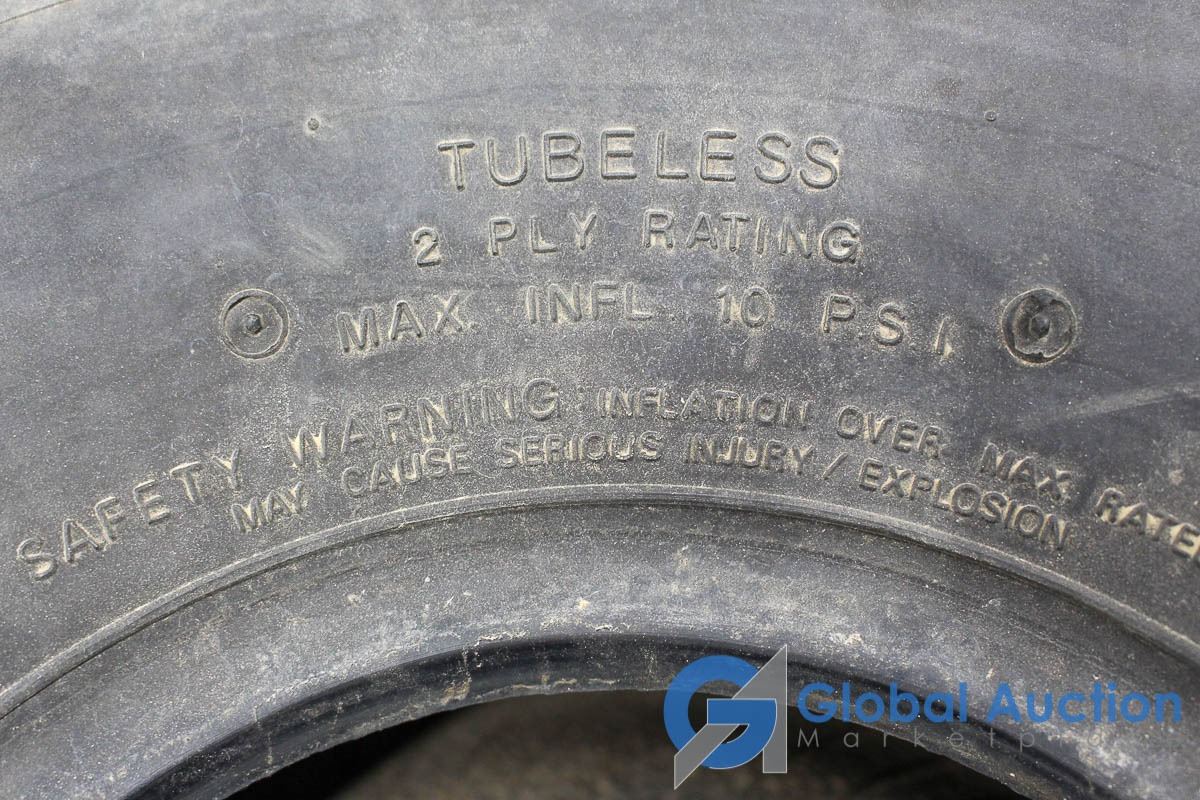 TUBELESS
2 PLY RATING
MAX. INFL. 10 P.S.I.
SAFETY WARNING INFLATION OVER MAX RATE
MAY CAUSE SERIOUS INJURY / EXPLOSION
Global Auction